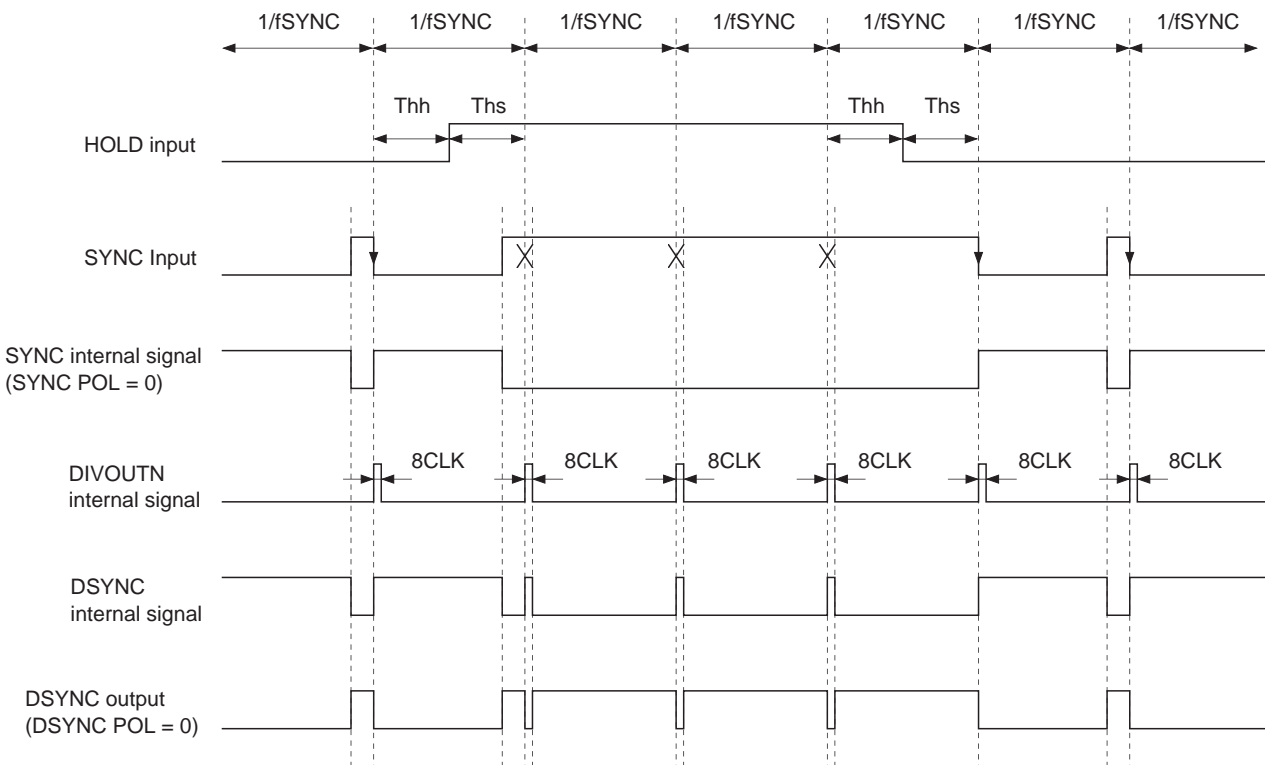 1/fSYNC 1/fSYNC 1/fSYNC 1/fSYNC 1/fSYNC 1/fSYNC 1/fSYNC
Thh Ths Thh Ths
HOLD input
SYNC Input
SYNC internal signal
(SYNC POL = 0)
8CLK 8CLK 8CLK 8CLK 8CLK 8CLK
DIVOUTN
internal signal
DSYNC
internal signal
DSYNC output
(DSYNC POL = 0)